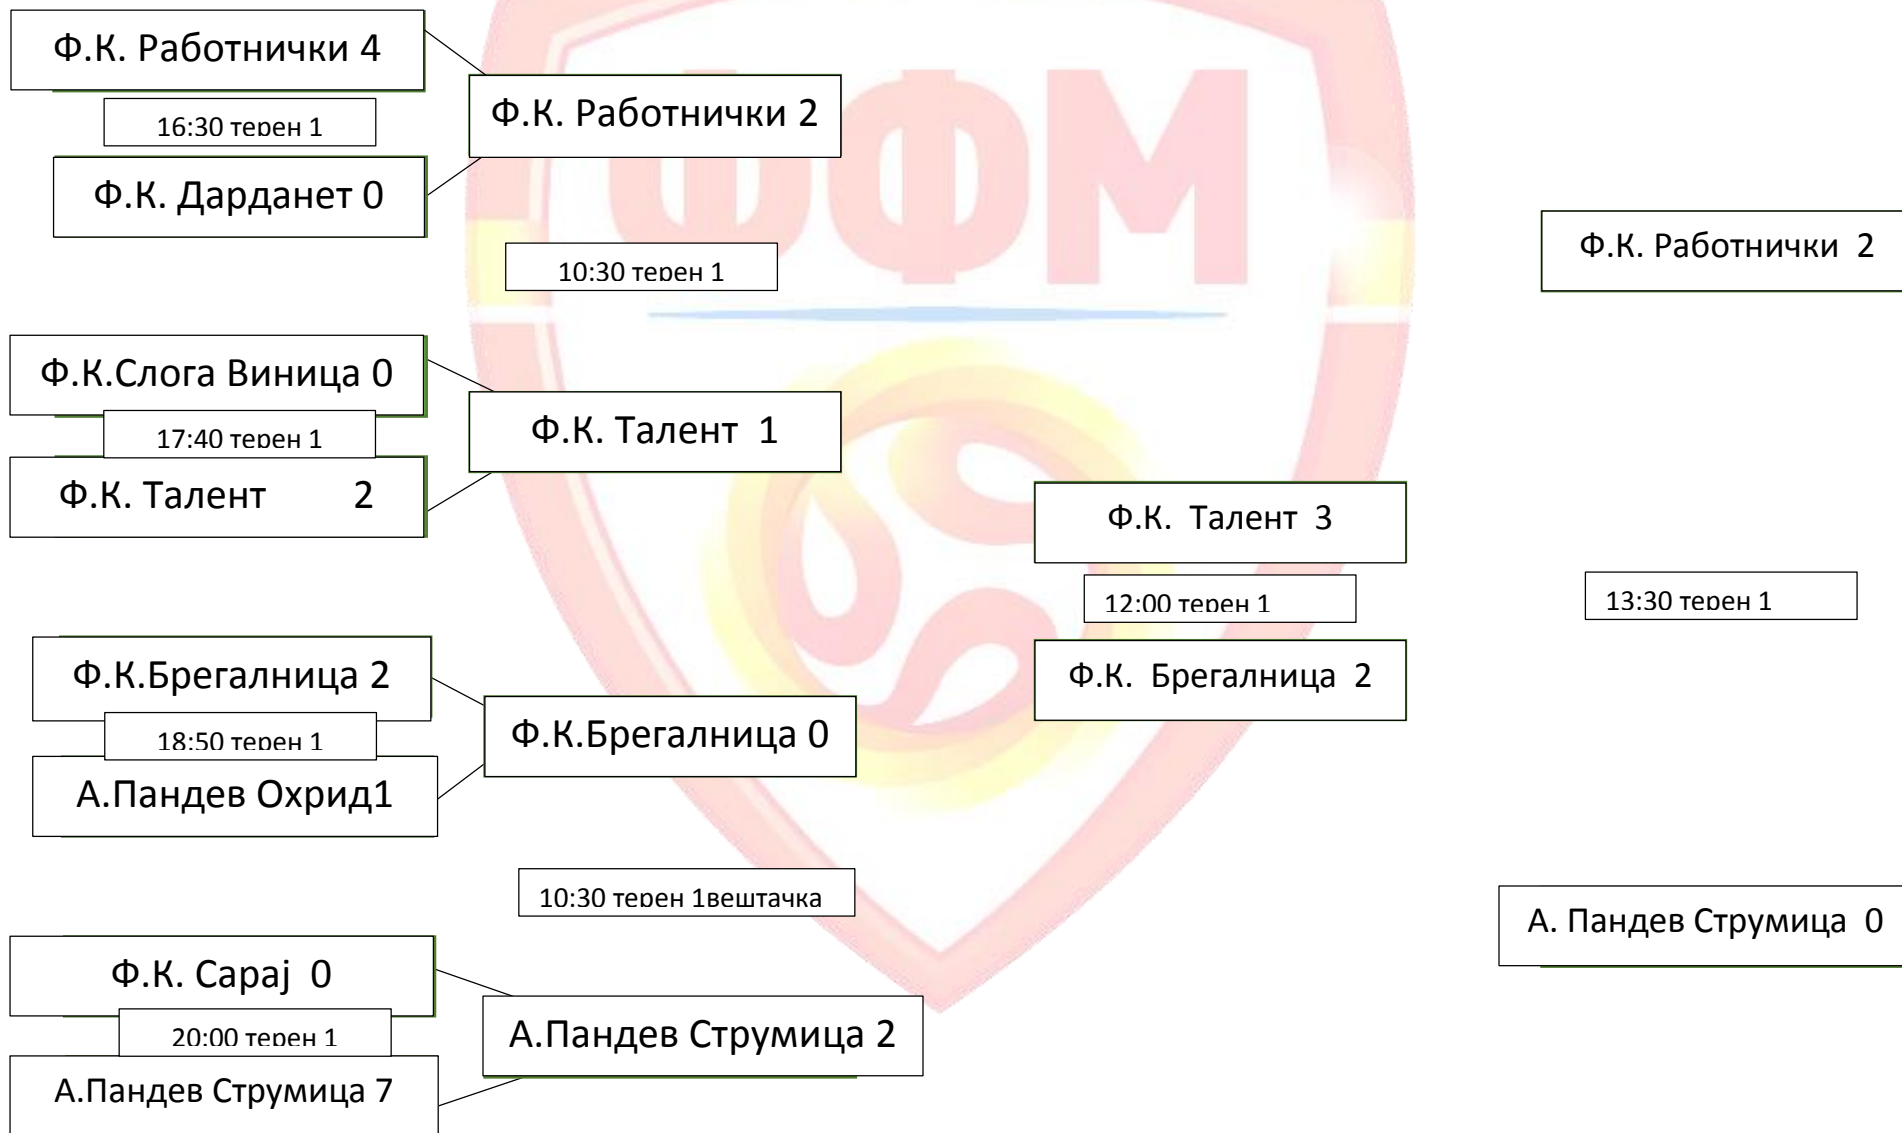 Ф.К. Работнички 4
16:30 терен 1
Ф.К. Дарданет 0
Ф.К. Работнички 2
10:30 терен 1
Ф.К.Слога Виница 0
17:40 терен 1
Ф.К. Талент 2
Ф.К. Талент 1
Ф.К.Брегалница 2
18:50 терен 1
А.Пандев Охрид1
Ф.К.Брегалница 0
10:30 терен 1вештачка
Ф.К. Сарај 0
20:00 терен 1
А.Пандев Струмица 7
А.Пандев Струмица 2
Ф.К. Талент 3
12:00 терен 1
Ф.К. Брегалница 2
Ф.К. Работнички 2
13:30 терен 1
А. Пандев Струмица 0
ФФМ